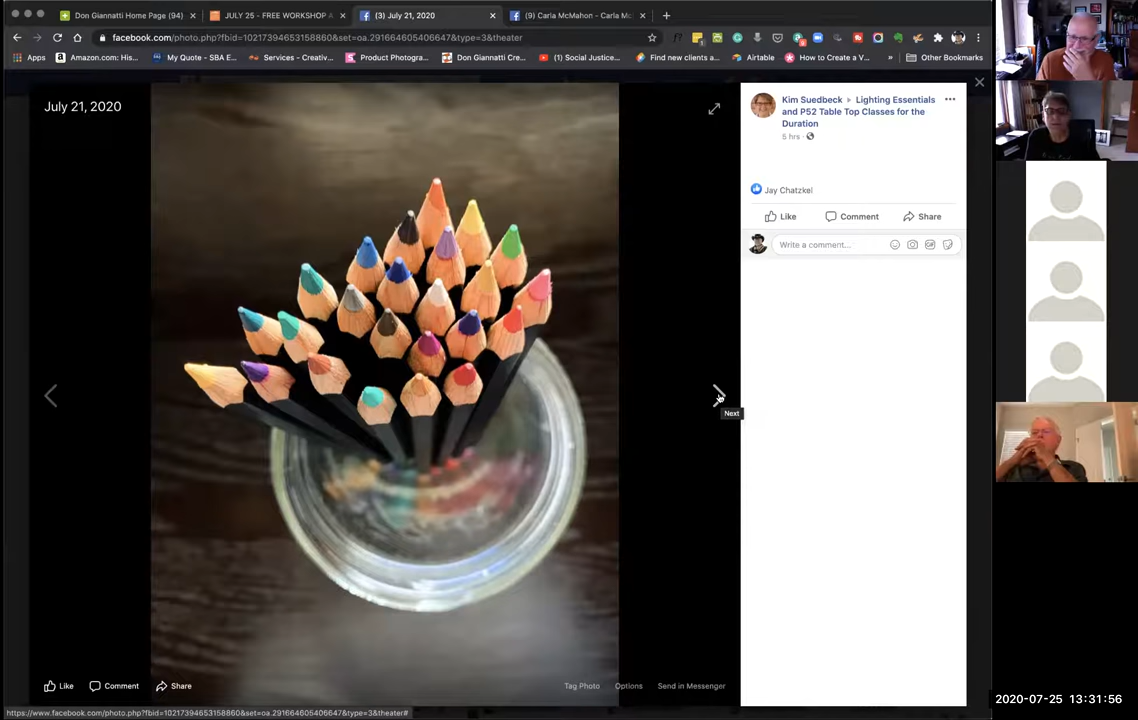 Don Giannatti Home Page (94)
JULY 25 - FREE WORKSHOP A
(3) July 21, 2020
(9) Carla McMahon - Carla Mc
facebook.com/photo.php?fbid=10217394653158860&set=oa.291664605406647&type=3&theater
Apps
Amazon.com: His...
My Quote - SBA E...
Services - Creativ...
Product Photogra...
Don Giannatti Cre...
(1) Social Justice...
Find new clients a...
Airtable
How to Create a V...
»
Other Bookmarks
July 21, 2020
Kim Suedbeck ▸ Lighting Essentials
and P52 Table Top Classes for the
Duration
5 hrs ·
Jay Chatzkel
Like Comment Share
Write a comment...
Next
Like Comment Share
Tag Photo Options Send in Messenger
https://www.facebook.com/photo.php?fbid=10217394653158860&set=oa.291664605406647&type=3&theater#
2020-07-25 13:31:56